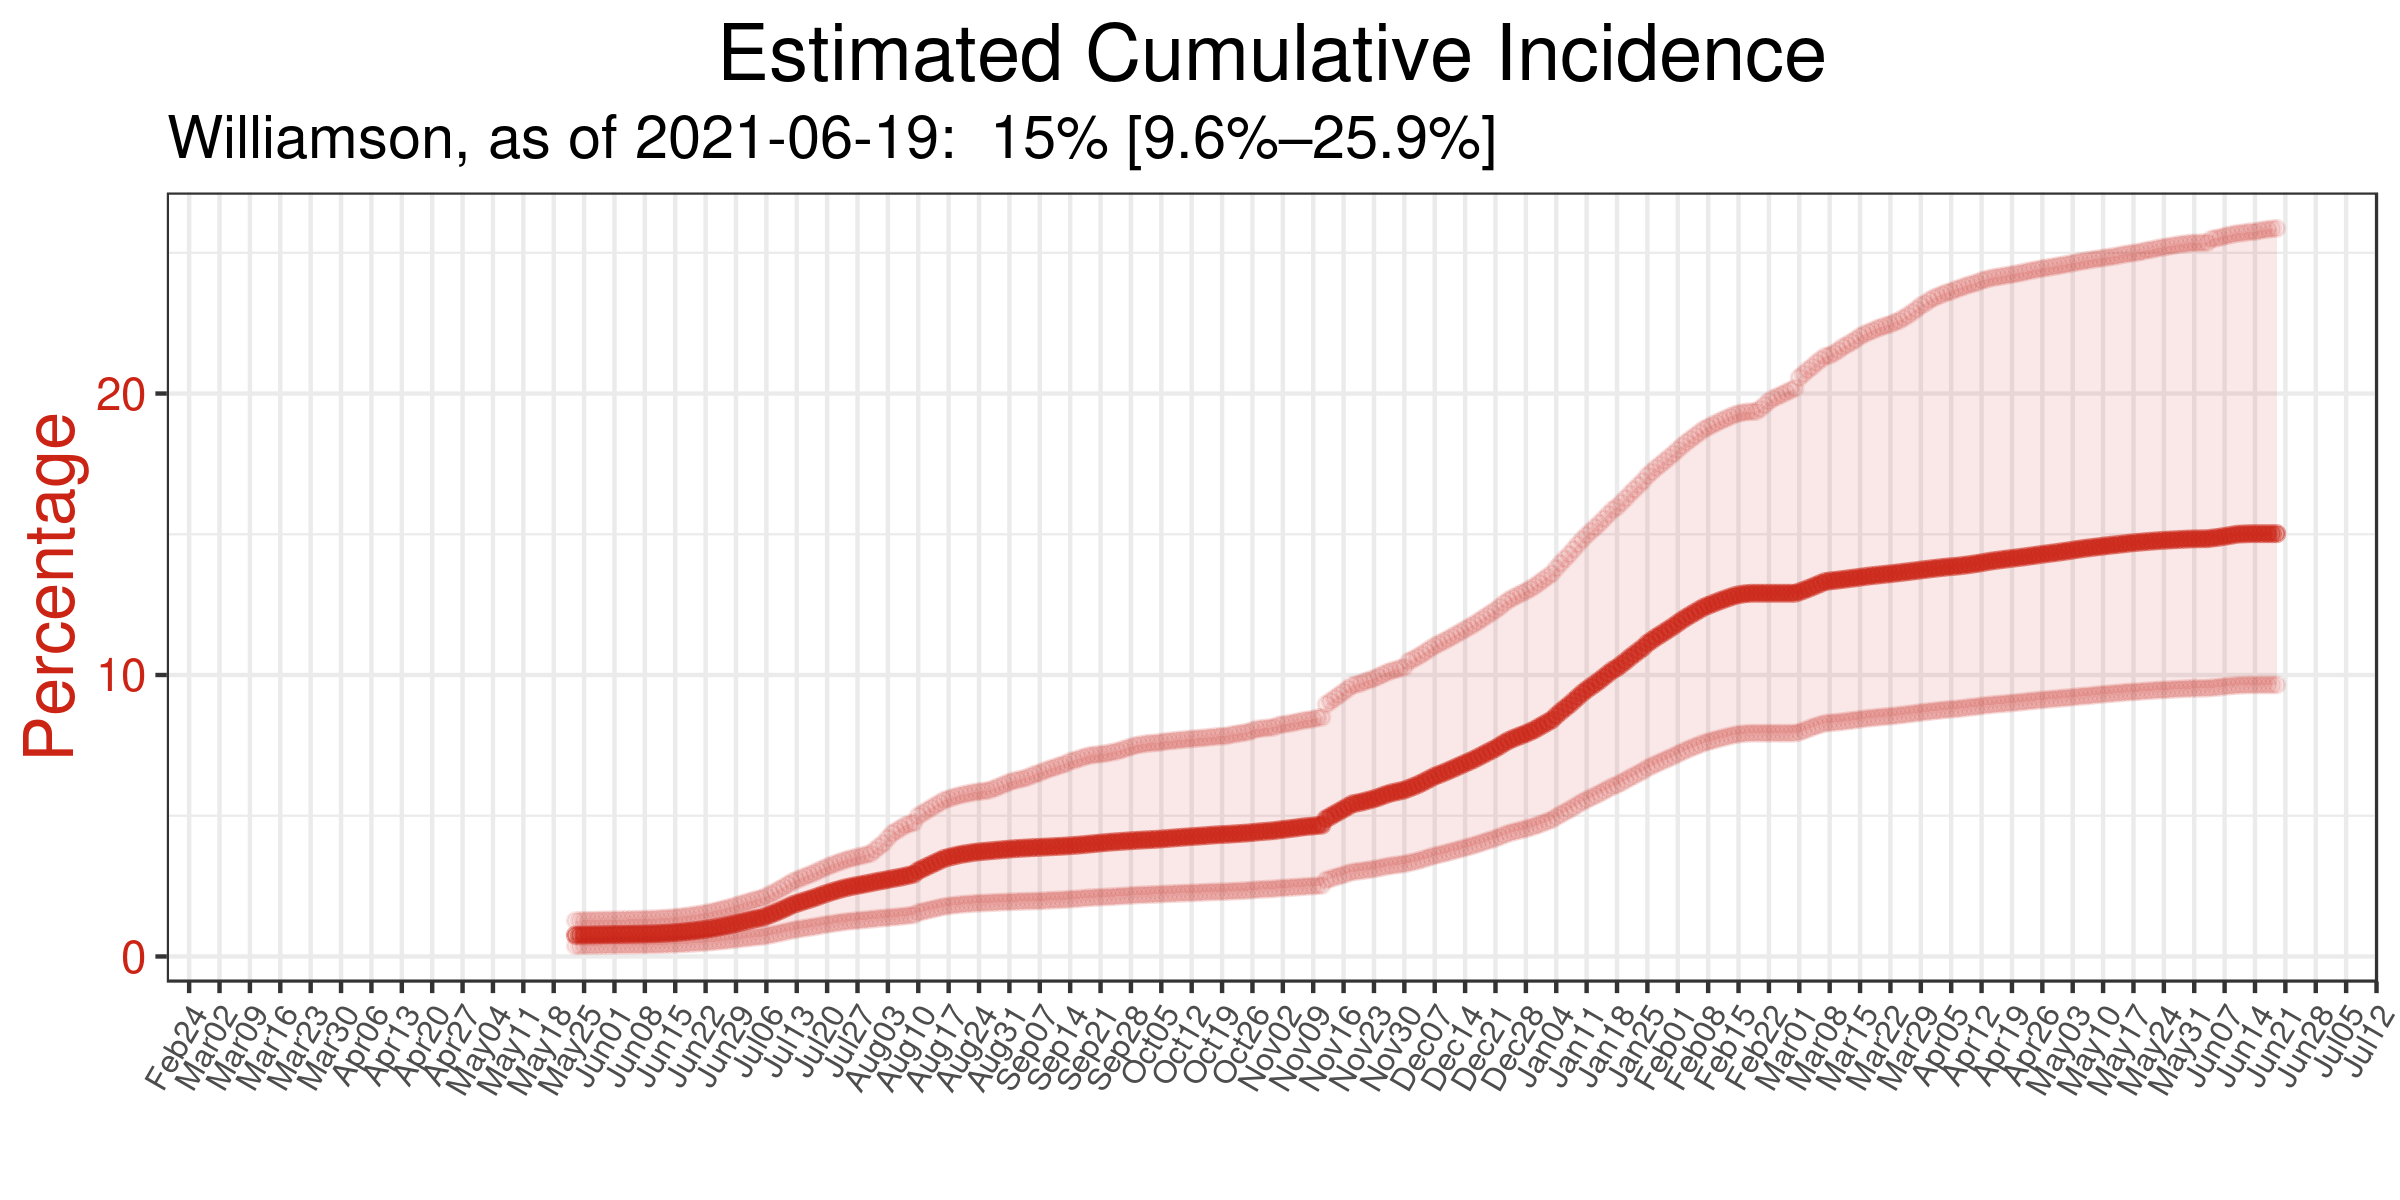 Estimated Cumulative Incidence
Williamson, as of 2021-06-19: 15% [9.6%–25.9%]
Percentage
20
10
0
Feb24
Mar02
Mar09
Mar16
Mar23
Mar30
Apr06
Apr13
Apr20
Apr27
May04
May11
May18
May25
Jun01
Jun08
Jun15
Jun22
Jun29
Jul06
Jul13
Jul20
Jul27
Aug03
Aug10
Aug17
Aug24
Aug31
Sep07
Sep14
Sep21
Sep28
Oct05
Oct12
Oct19
Oct26
Nov02
Nov09
Nov16
Nov23
Nov30
Dec07
Dec14
Dec21
Dec28
Jan04
Jan11
Jan18
Jan25
Feb01
Feb08
Feb15
Feb22
Mar01
Mar08
Mar15
Mar22
Mar29
Apr05
Apr12
Apr19
Apr26
May03
May10
May17
May24
May31
Jun07
Jun14
Jun21
Jun28
Jul05
Jul12